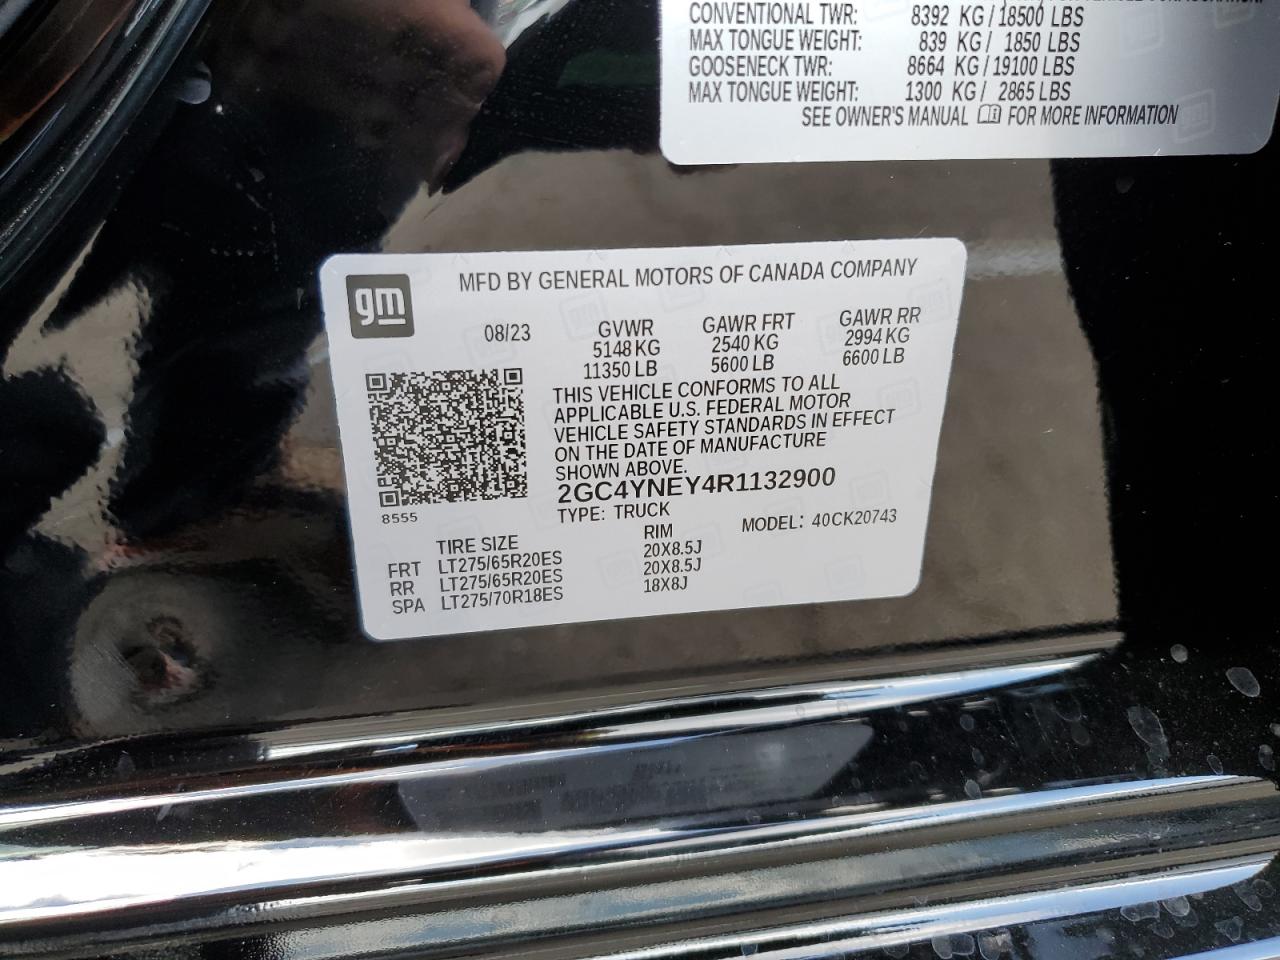 CONVENTIONAL TWR: 8392 KG/18500 LBS
MAX TONGUE WEIGHT: 839 KG/ 1850 LBS
GOOSENECK TWR: 8664 KG/19100 LBS
MAX TONGUE WEIGHT: 1300 KG/ 2865 LBS
SEE OWNER'S MANUAL FOR MORE INFORMATION
gm
MFD BY GENERAL MOTORS OF CANADA COMPANY
08/23 GVWR GAWR FRT GAWR RR
5148 KG 2540 KG 2994 KG
11350 LB 5600 LB 6600 LB
THIS VEHICLE CONFORMS TO ALL
APPLICABLE U.S. FEDERAL MOTOR
VEHICLE SAFETY STANDARDS IN EFFECT
ON THE DATE OF MANUFACTURE
SHOWN ABOVE.
2GC4YNEY4R1132900
8555
TYPE: TRUCK MODEL: 40CK20743
TIRE SIZE RIM
FRT LT275/65R20ES 20X8.5J
RR LT275/65R20ES 20X8.5J
SPA LT275/70R18ES 18X8J